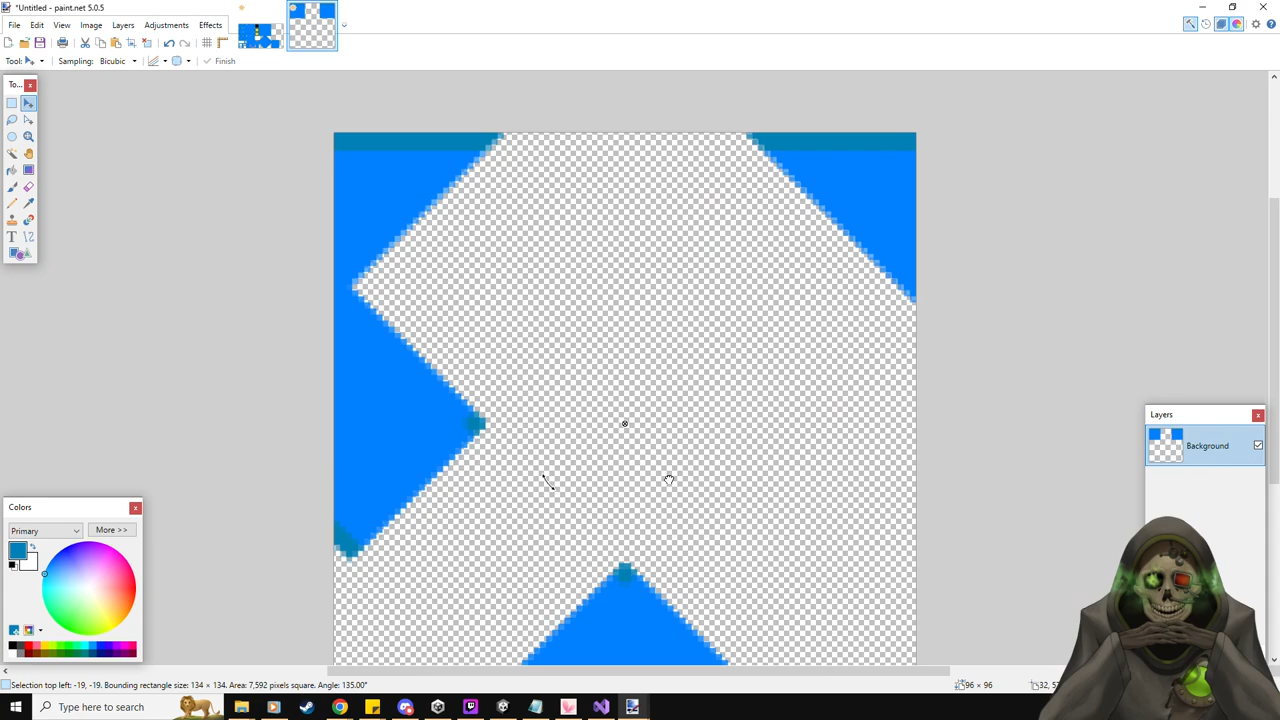 *Untitled - paint.net 5.0.5
File Edit View Image Layers Adjustments Effects
Tool: Sampling: Bicubic Finish
To...
Layers
Background
Colors
Primary More >>
Selection top left: -19, -19. Bounding rectangle size: 134 × 134. Area: 7,592 pixels square. Angle: 135.00°
96 × 96
Type here to search